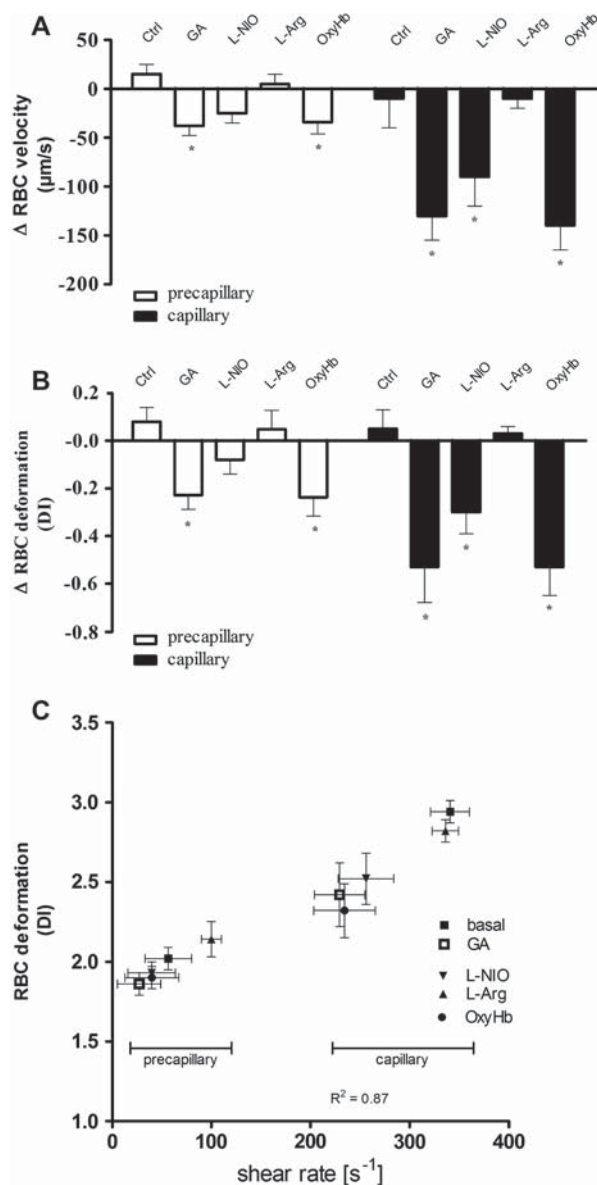 A
Ctrl GA L-NIO L-Arg OxyHb Ctrl GA L-NIO L-Arg OxyHb
50
0
-50
-100
-150
-200
Δ RBC velocity
(µm/s)
* * * * *
precapillary
capillary
B
Ctrl GA L-NIO L-Arg OxyHb Ctrl GA L-NIO L-Arg OxyHb
0.2
-0.0
-0.2
-0.4
-0.6
-0.8
Δ RBC deformation
(DI)
* * * * *
precapillary
capillary
C
3.5
3.0
2.5
2.0
1.5
1.0
RBC deformation
(DI)
basal
GA
L-NIO
L-Arg
OxyHb
precapillary capillary
R² = 0.87
0 100 200 300 400
shear rate [s⁻¹]